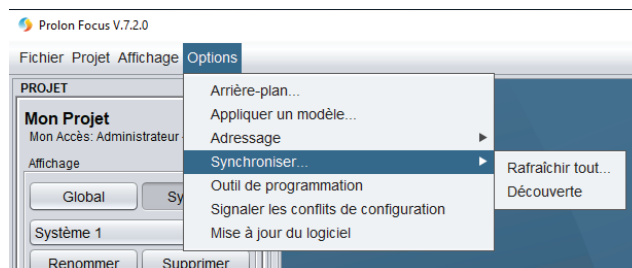 Prolon Focus V.7.2.0
Fichier Projet Affichage Options
PROJET
Mon Projet
Mon Accès: Administrateur
Affichage
Global Sy
Système 1
Renommer Supprimer
Arrière-plan...
Appliquer un modèle...
Adressage
Synchroniser...
Outil de programmation
Signaler les conflits de configuration
Mise à jour du logiciel
Rafraîchir tout...
Découverte